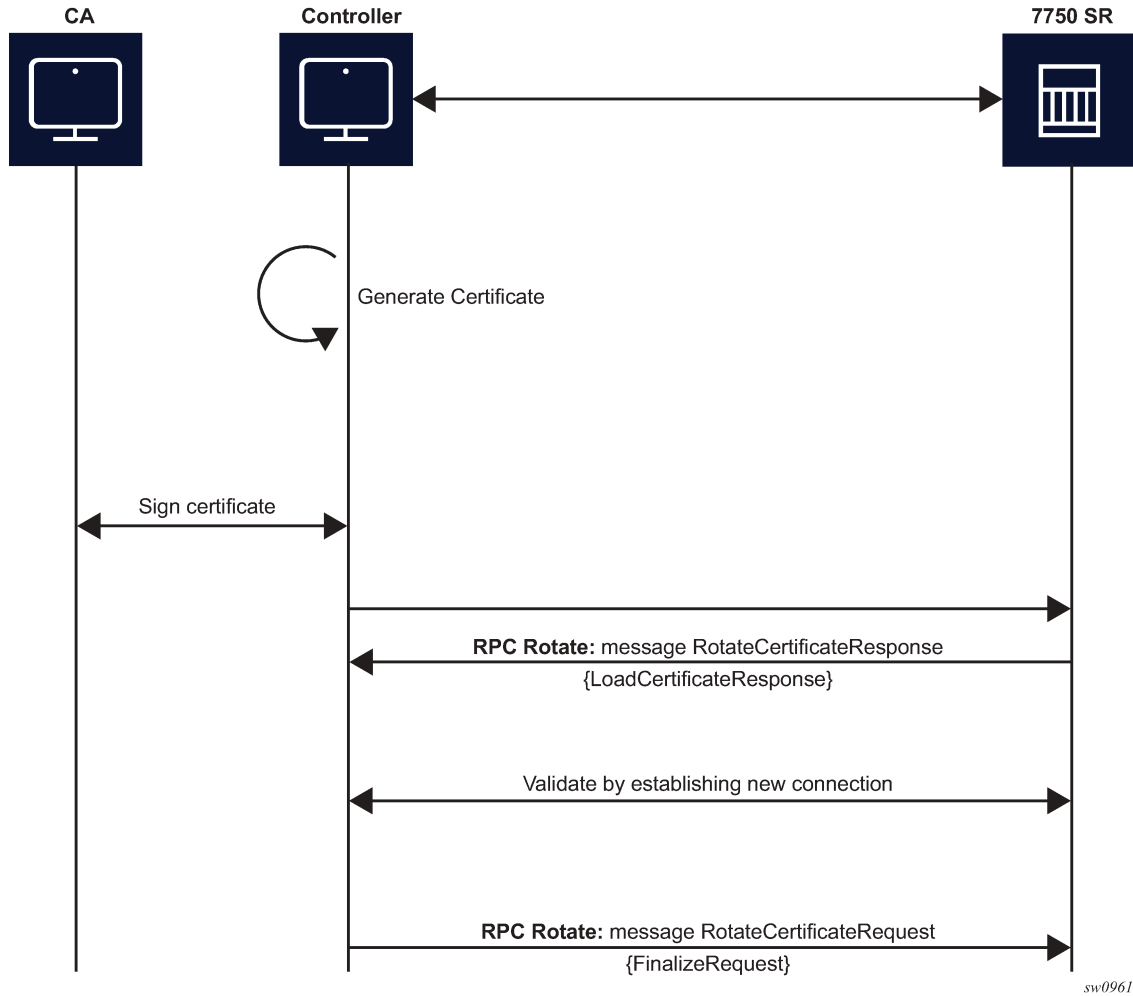 CA
Controller
7750 SR
Generate Certificate
Sign certificate
RPC Rotate: message RotateCertificateResponse
{LoadCertificateResponse}
Validate by establishing new connection
RPC Rotate: message RotateCertificateRequest
{FinalizeRequest}
sw0961